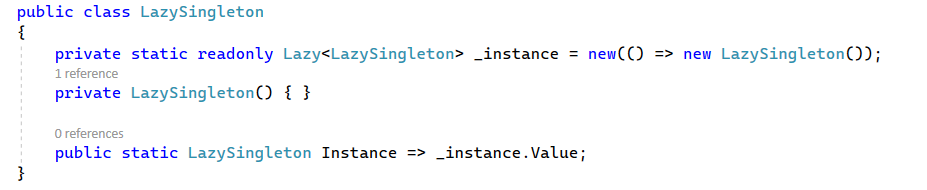 public class LazySingleton
{
private static readonly Lazy<LazySingleton> _instance = new(() => new LazySingleton());
1 reference
private LazySingleton() { }
0 references
public static LazySingleton Instance => _instance.Value;
}